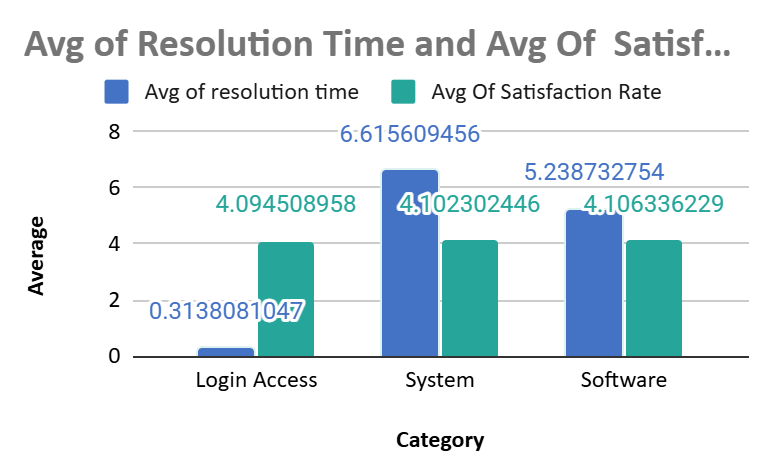 Avg of Resolution Time and Avg Of Satisf...
Avg of resolution time
Avg Of Satisfaction Rate
8
6
4
2
0
Average
6.615609456
5.238732754
4.094508958
4.102302446
4.106336229
0.3138081047
Login Access
System
Software
Category